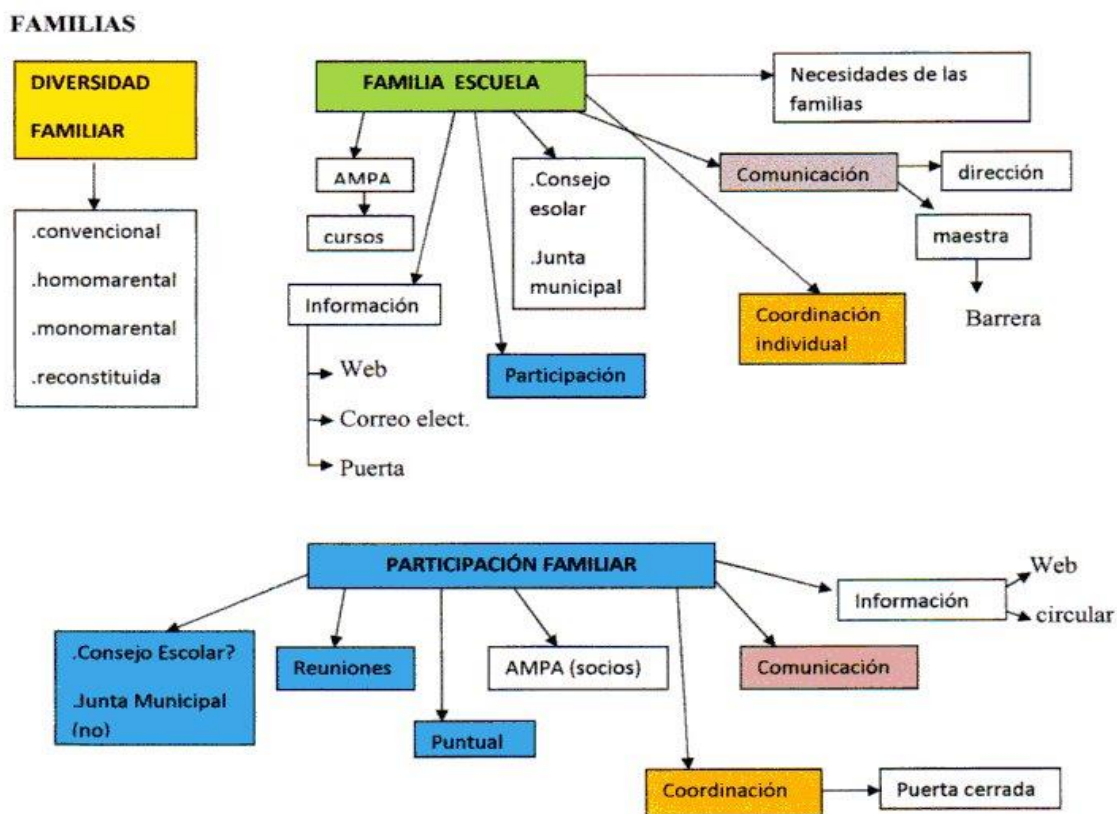 FAMILIAS
DIVERSIDAD
FAMILIAR
.convencional
.homomarental
.monomarental
.reconstituida
FAMILIA ESCUELA
Necesidades de las
familias
AMPA
cursos
.Consejo
esolar
.Junta
municipal
Comunicación
dirección
maestra
Barrera
Información
Web
Correo elect.
Puerta
Participación
Coordinación
individual
PARTICIPACIÓN FAMILIAR
.Consejo Escolar?
.Junta Municipal
(no)
Reuniones
Puntual
AMPA (socios)
Comunicación
Información
Web
circular
Coordinación
Puerta cerrada